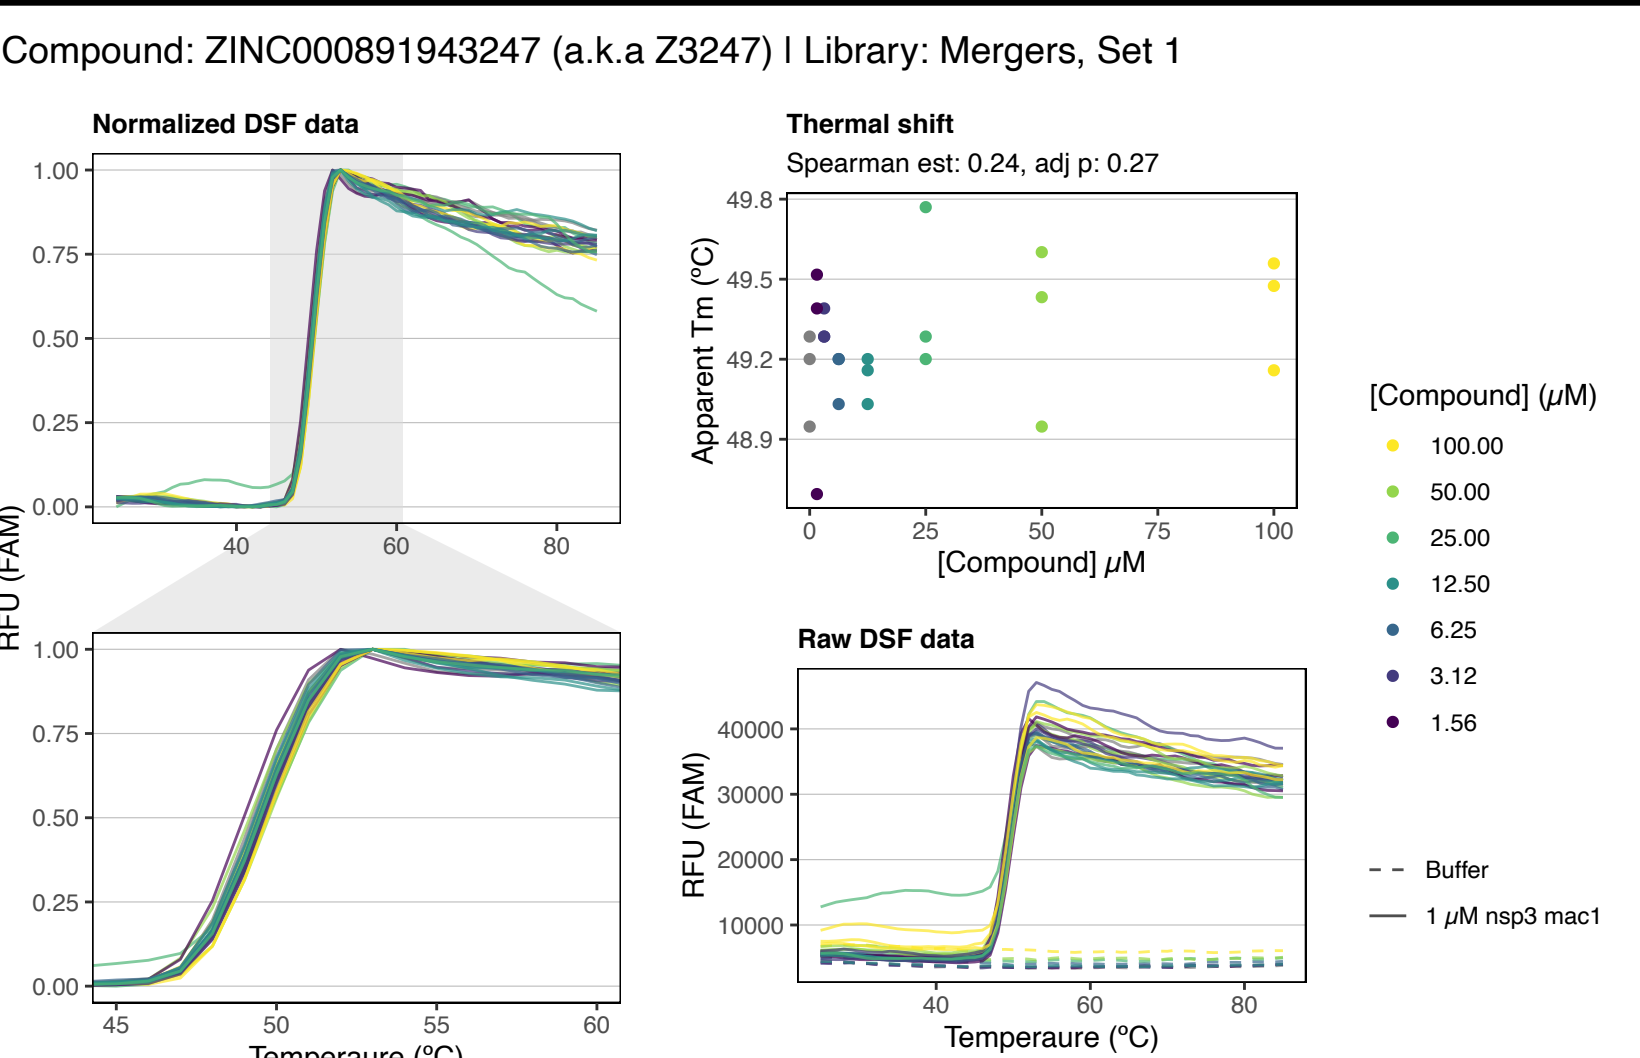 Compound: ZINC000891943247 (a.k.a Z3247) | Library: Mergers, Set 1
Normalized DSF data
1.00
0.75
0.50
0.25
0.00
40 60 80
RFU (FAM)
1.00
0.75
0.50
0.25
0.00
45 50 55 60
Temperaure (ºC)
Thermal shift
Spearman est: 0.24, adj p: 0.27
Apparent Tm (ºC)
49.8
49.5
49.2
48.9
0 25 50 75 100
[Compound] µM
Raw DSF data
RFU (FAM)
40000
30000
20000
10000
40 60 80
Temperaure (ºC)
[Compound] (µM)
100.00
50.00
25.00
12.50
6.25
3.12
1.56
Buffer
1 µM nsp3 mac1